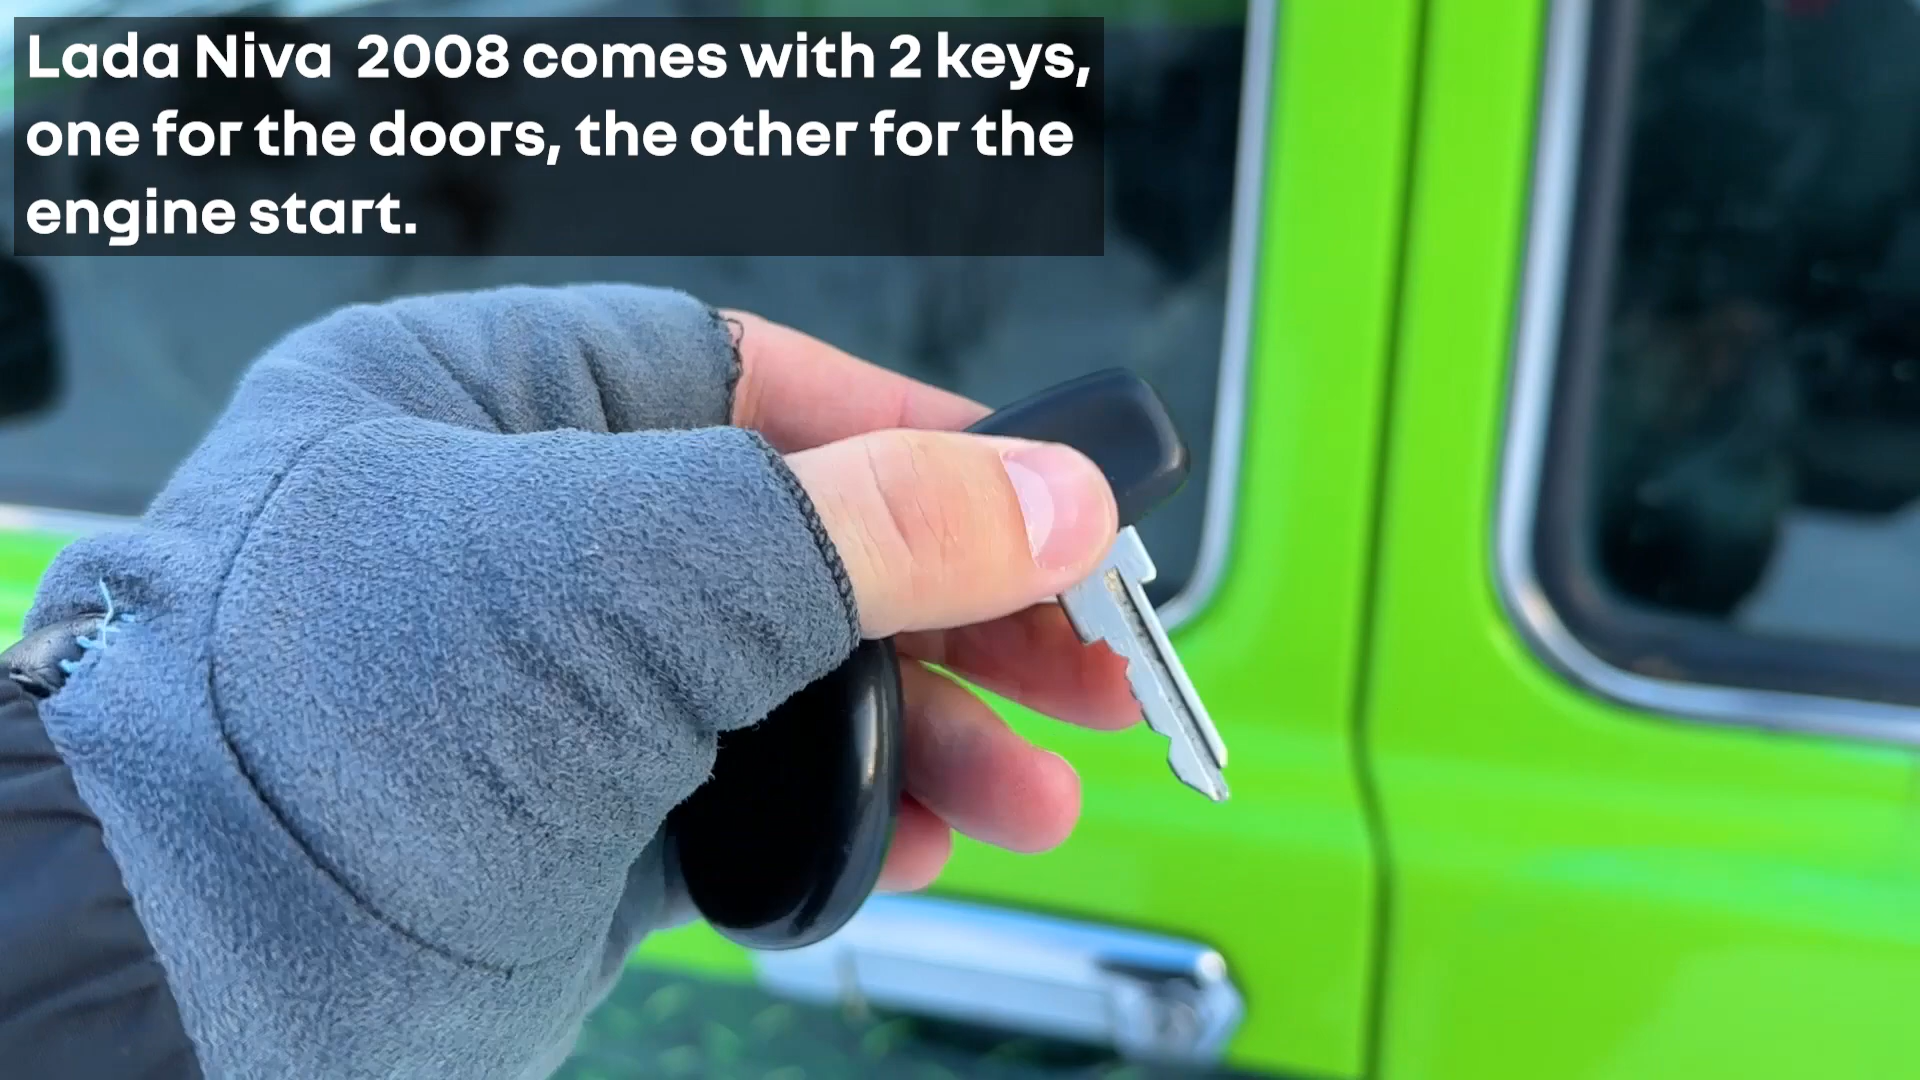 Lada Niva 2008 comes with 2 keys,
one for the doors, the other for the
engine start.